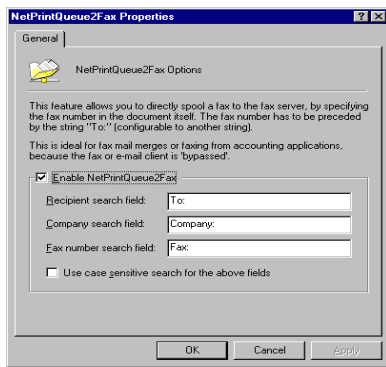 NetPrintQueue2Fax Properties
General
NetPrintQueue2Fax Options
This feature allows you to directly spool a fax to the fax server, by specifying
the fax number in the document itself. The fax number has to be preceded
by the string "To:" (configurable to another string).
This is ideal for fax mail merges or faxing from accounting applications,
because the fax or e-mail client is 'bypassed'.
Enable NetPrintQueue2Fax
Recipient search field: To:
Company search field: Company:
Fax number search field: Fax:
Use case sensitive search for the above fields
OK Cancel Apply